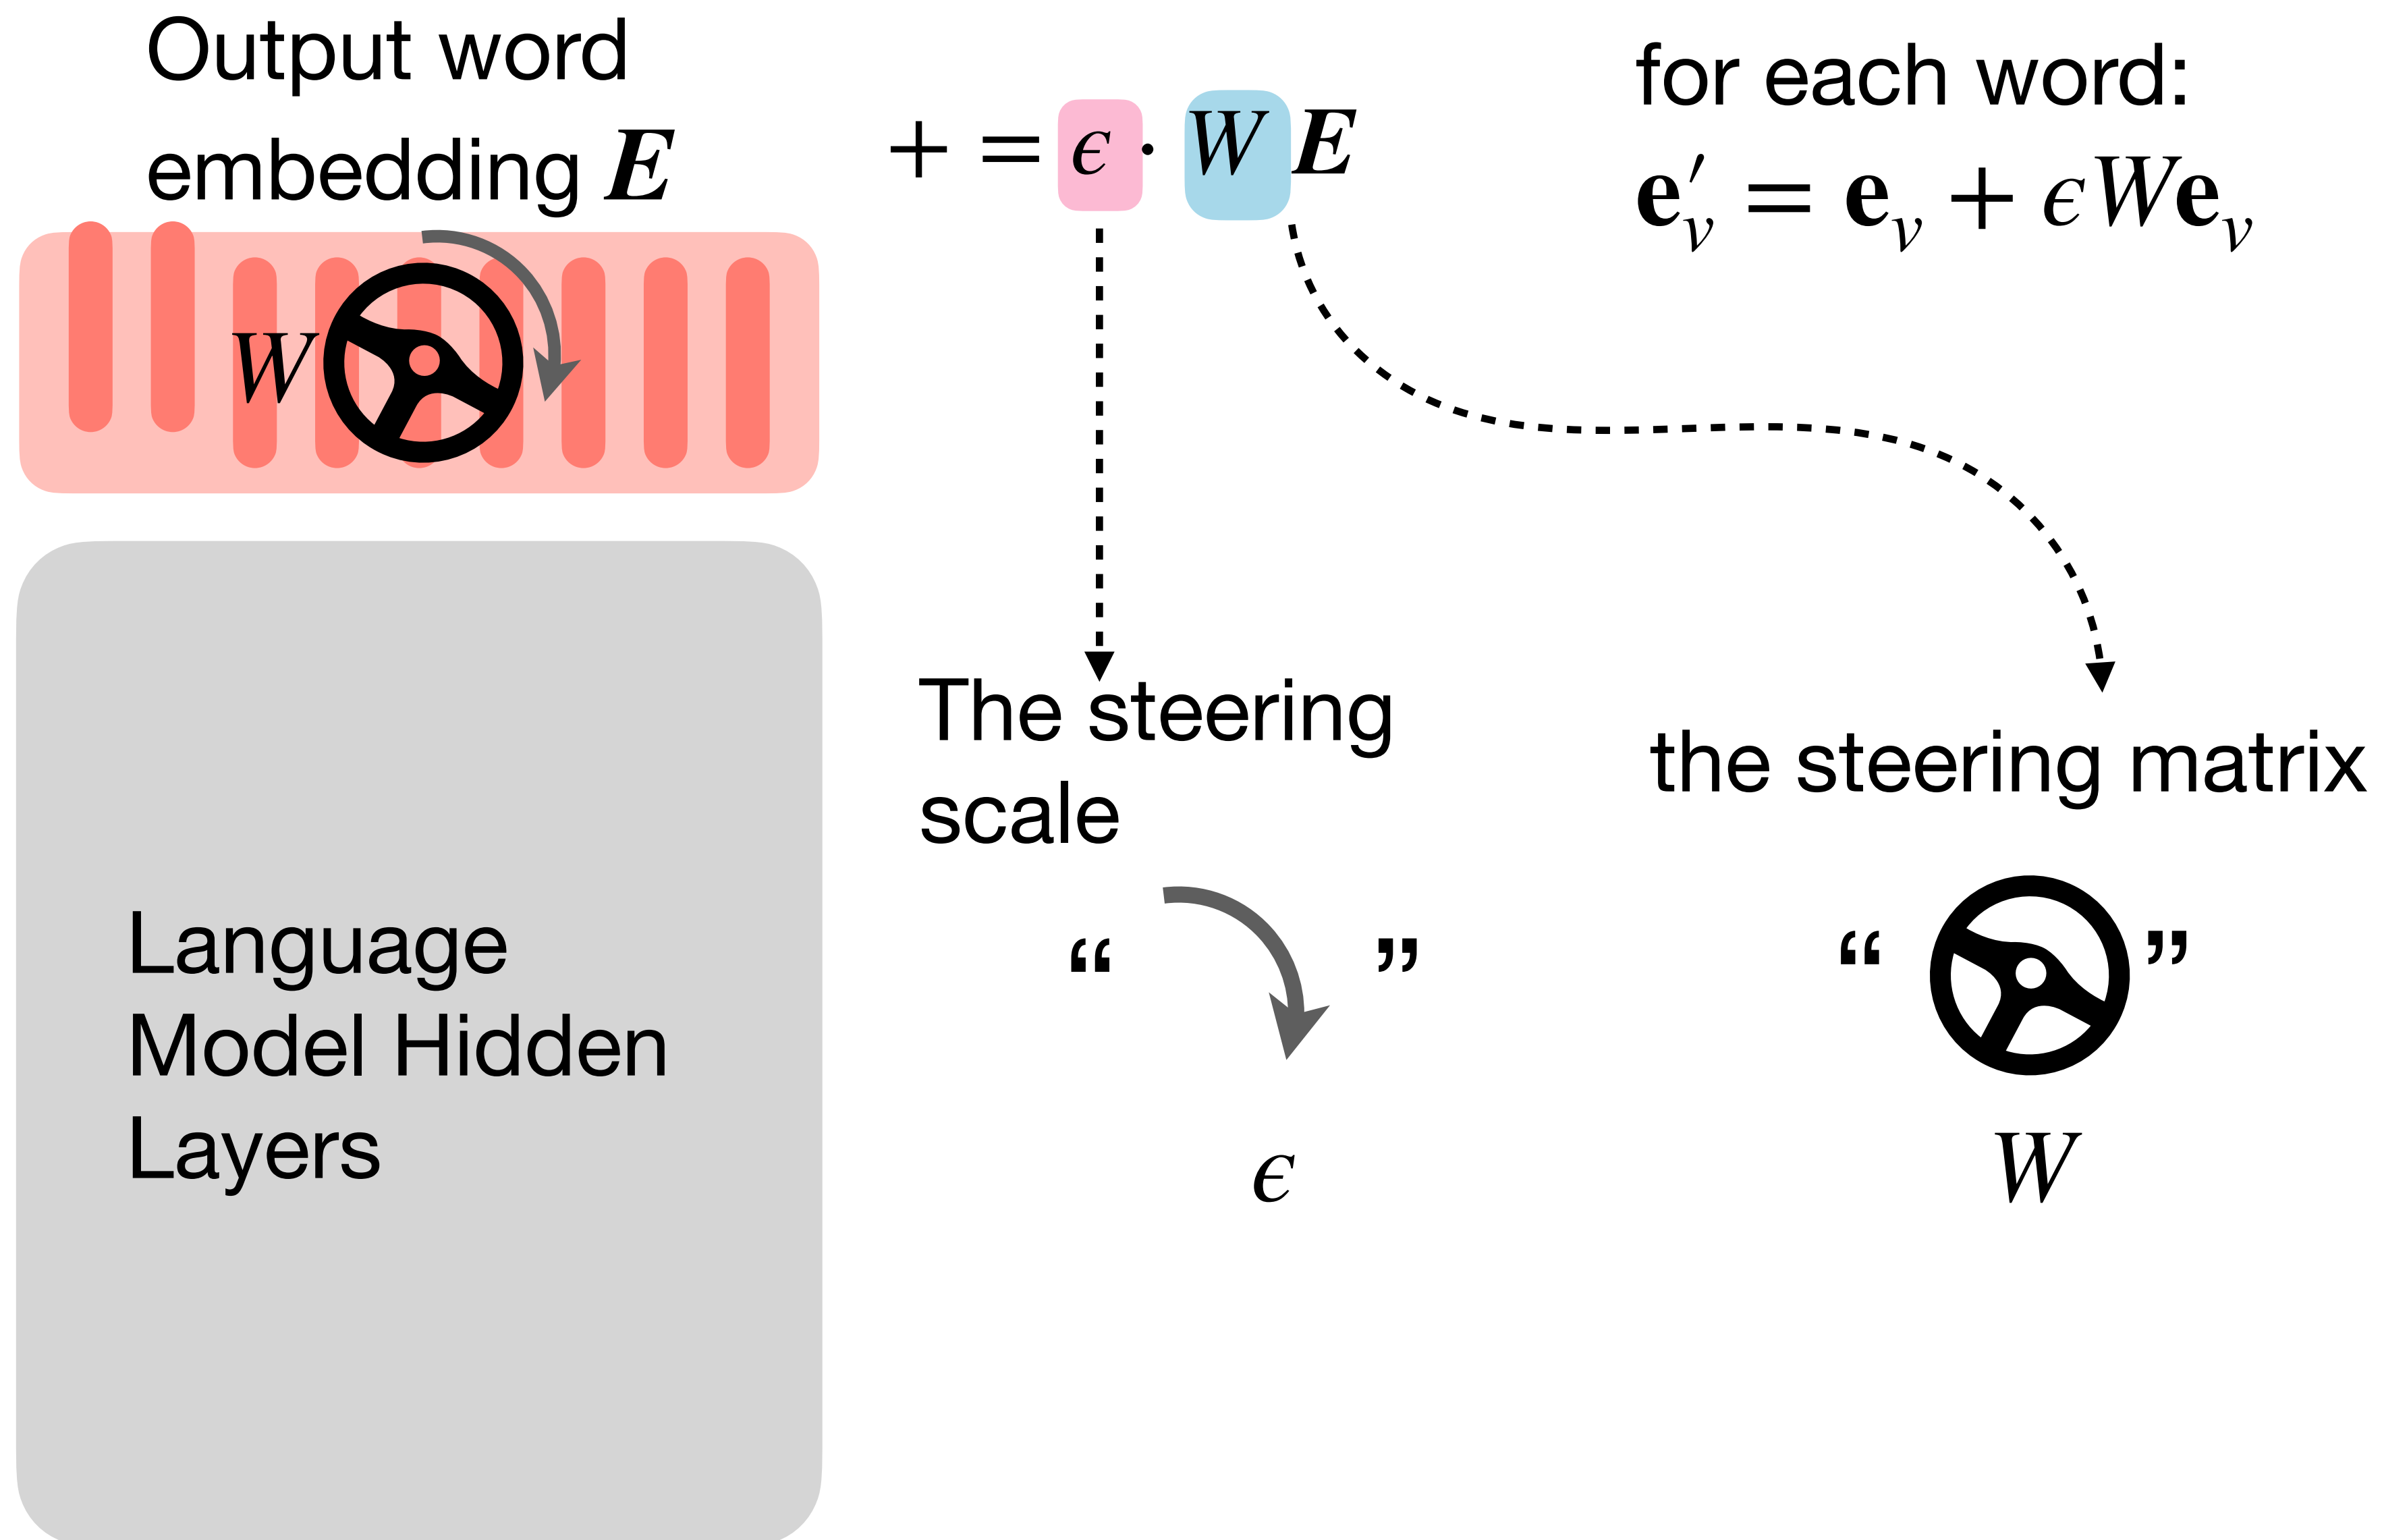 Output word
embedding E
+ = ϵ · W E
for each word:
e′ᵥ = eᵥ + ϵWeᵥ
W
The steering
scale
the steering matrix
“ ”
“ ”
ϵ
W
Language
Model Hidden
Layers